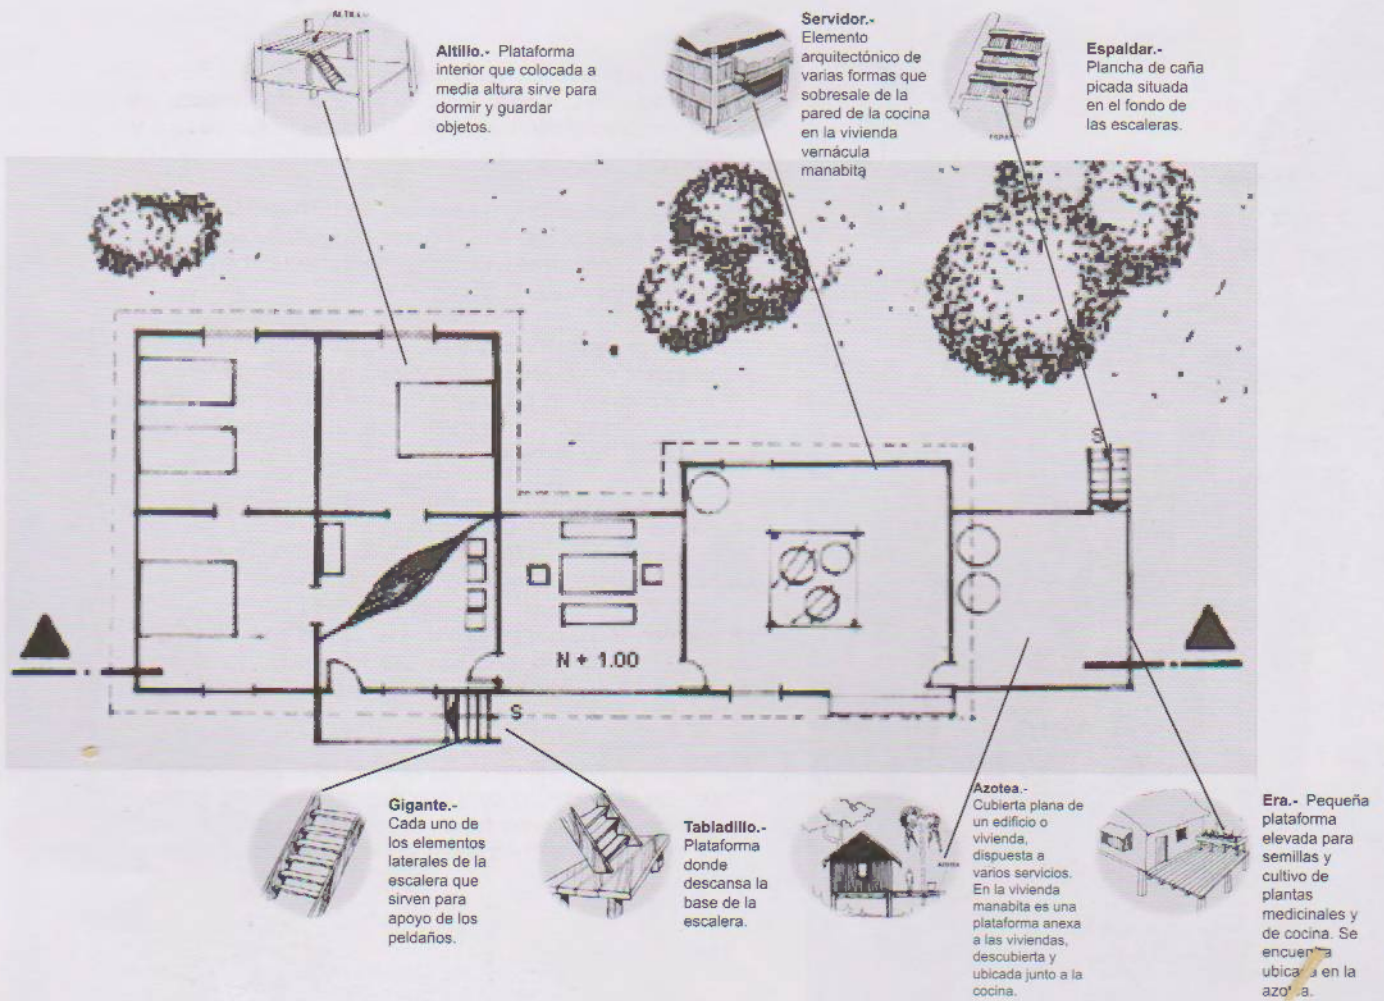 ALTILLO
Altillo.- Plataforma
interior que colocada a
media altura sirve para
dormir y guardar
objetos.
Servidor.-
Elemento
arquitectónico de
varias formas que
sobresale de la
pared de la cocina
en la vivienda
vernácula
manabita
Espaldar.-
Plancha de caña
picada situada
en el fondo de
las escaleras.
S
N + 1.00
S
Gigante.-
Cada uno de
los elementos
laterales de la
escalera que
sirven para
apoyo de los
peldaños.
Tabladillo.-
Plataforma
donde
descansa la
base de la
escalera.
AZOTEA
Azotea.-
Cubierta plana de
un edificio o
vivienda,
dispuesta a
varios servicios.
En la vivienda
manabita es una
plataforma anexa
a las viviendas,
descubierta y
ubicada junto a la
cocina.
Era.- Pequeña
plataforma
elevada para
semillas y
cultivo de
plantas
medicinales y
de cocina. Se
encuentra
ubicada en la
azotea.